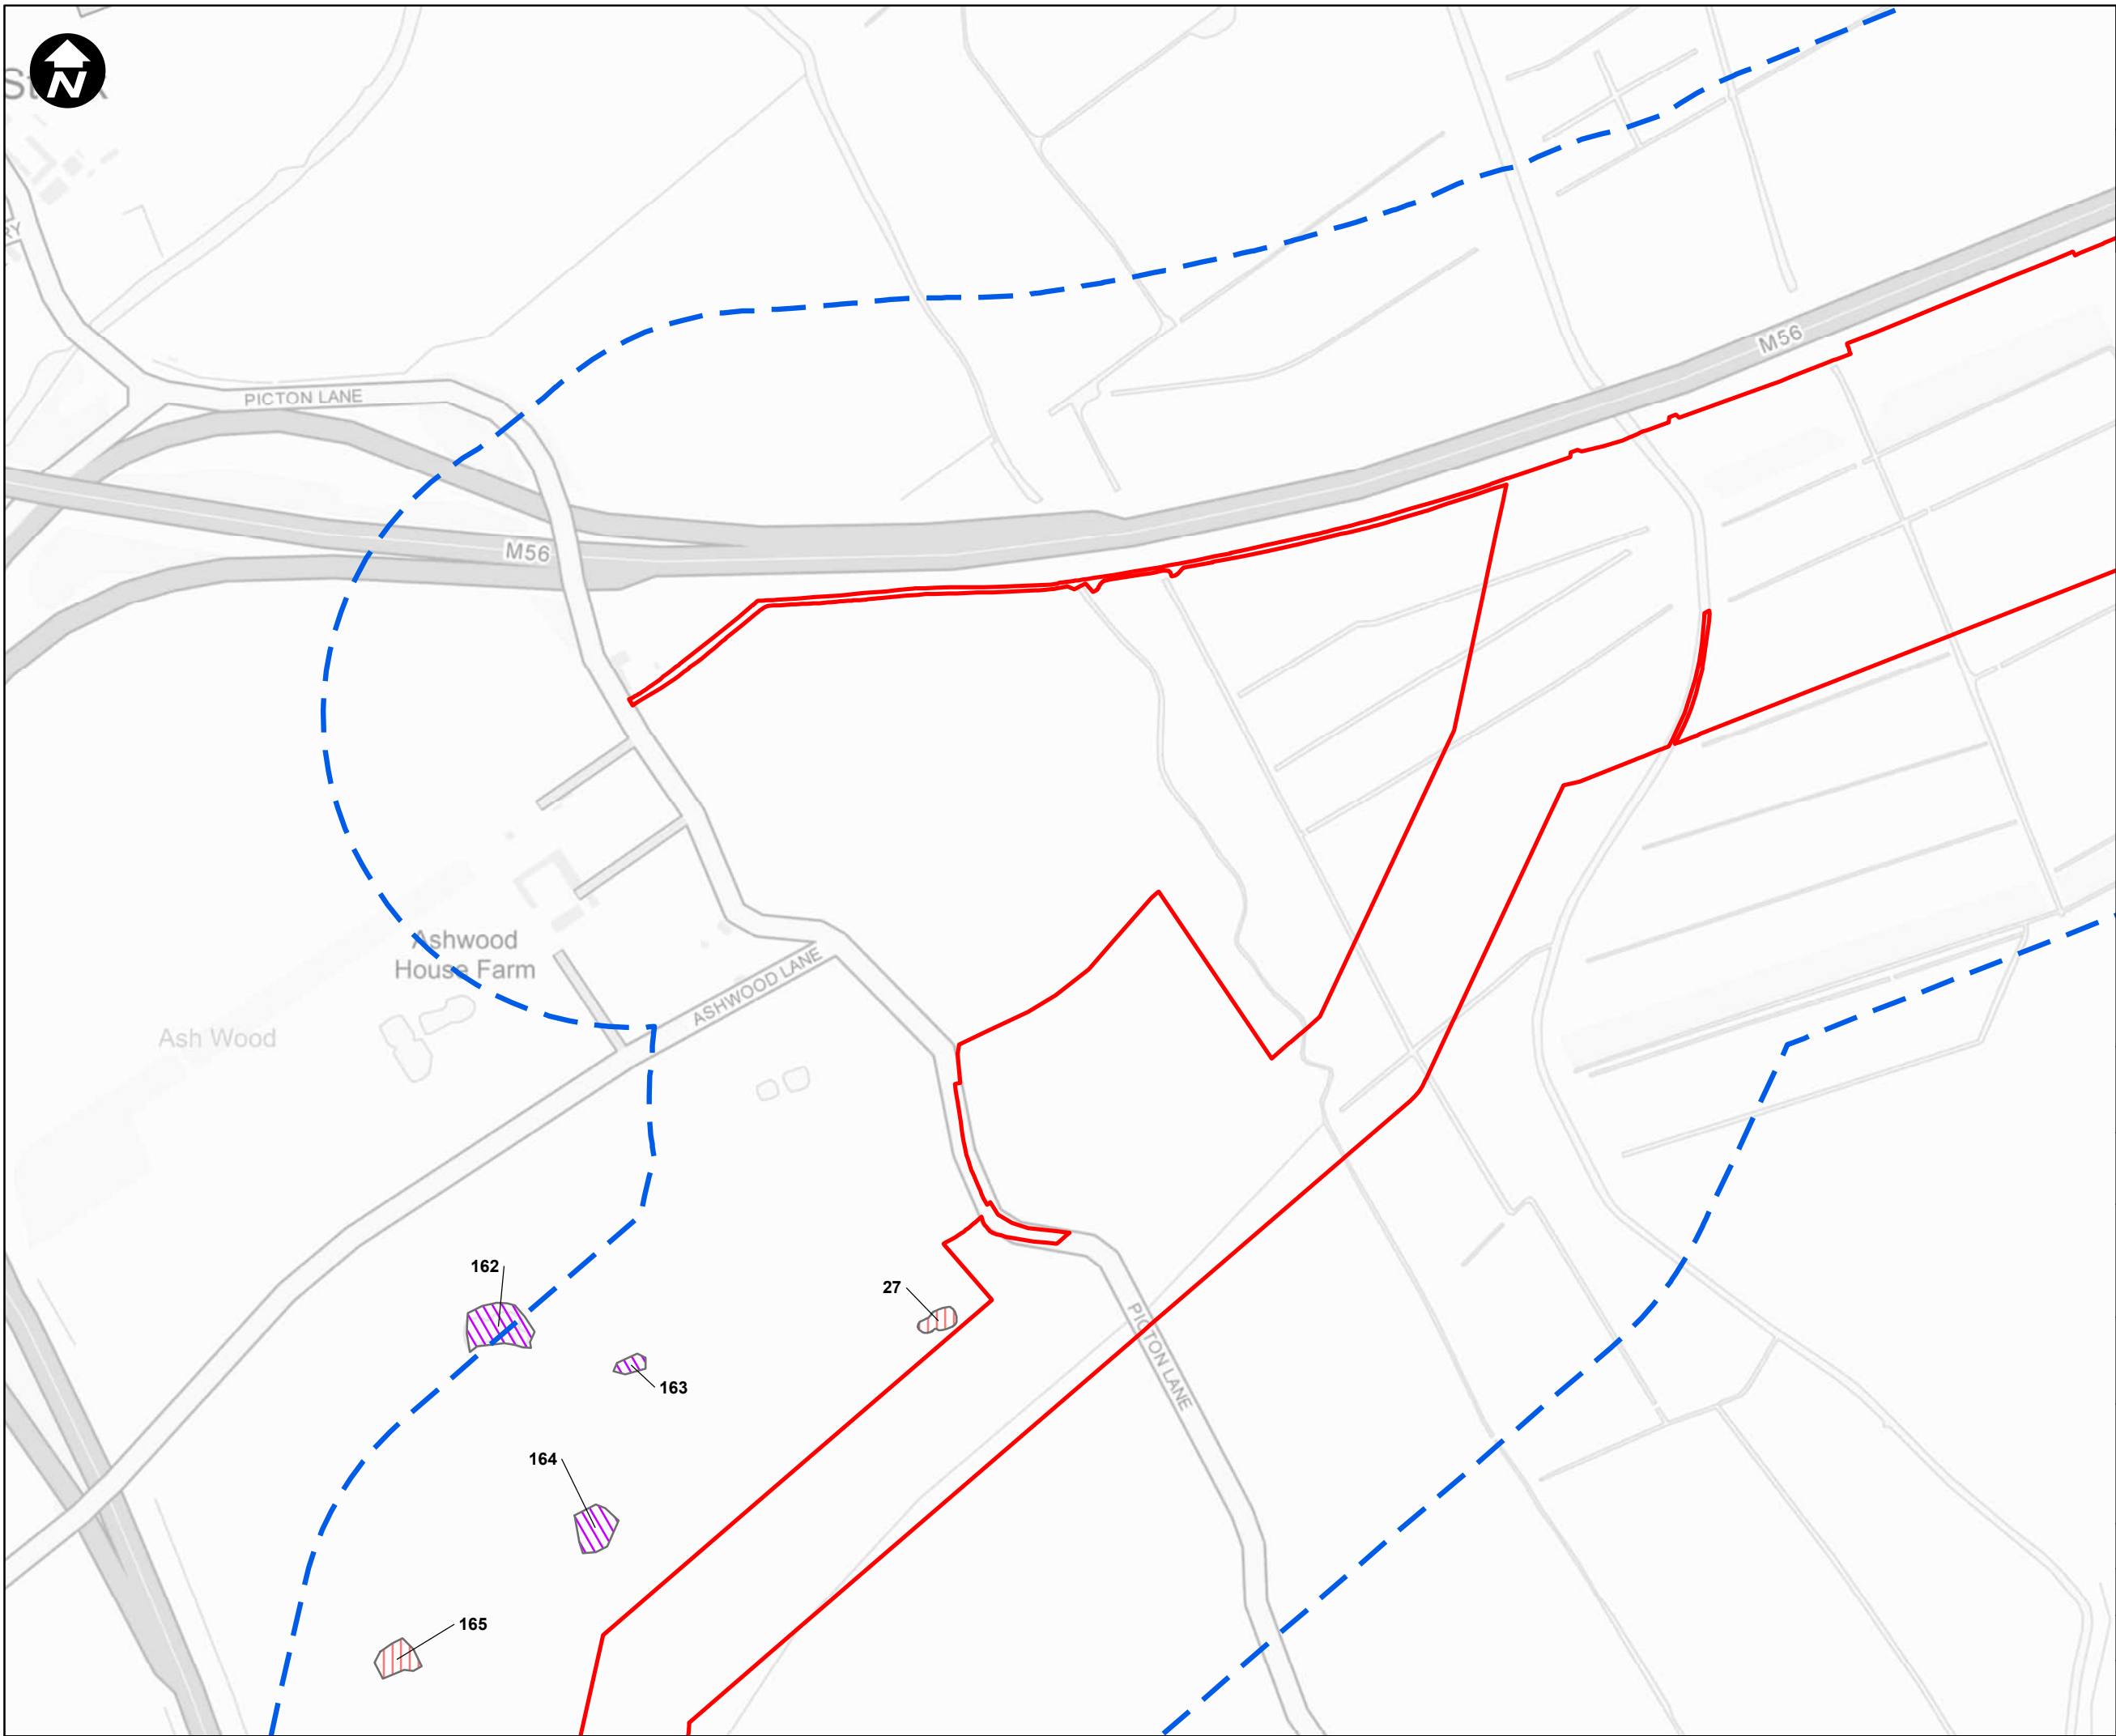 N
PICTON LANE
M56
M56
Ashwood
House Farm
ASHWOOD LANE
Ash Wood
162
27
163
PICTON LANE
164
165